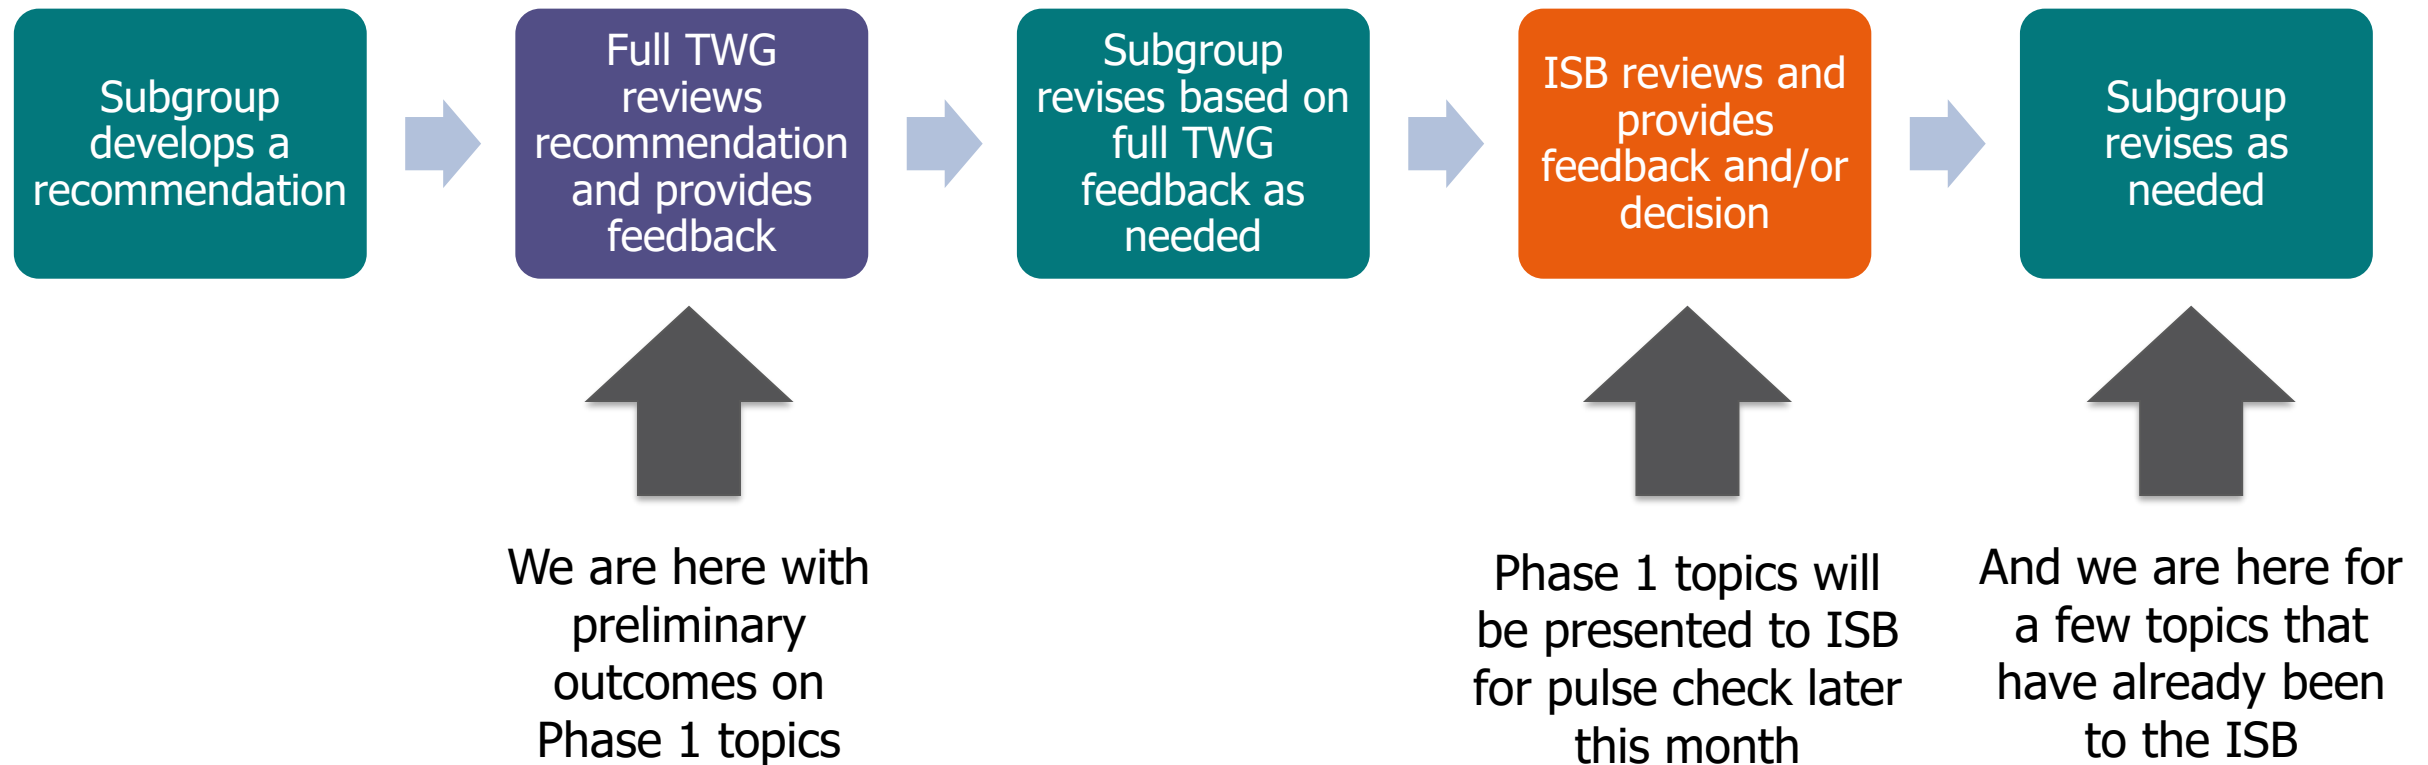 Subgroup
develops a
recommendation
Full TWG
reviews
recommendation
and provides
feedback
Subgroup
revises based on
full TWG
feedback as
needed
ISB reviews and
provides
feedback and/or
decision
Subgroup
revises as
needed
We are here with
preliminary
outcomes on
Phase 1 topics
Phase 1 topics will
be presented to ISB
for pulse check later
this month
And we are here for
a few topics that
have already been
to the ISB